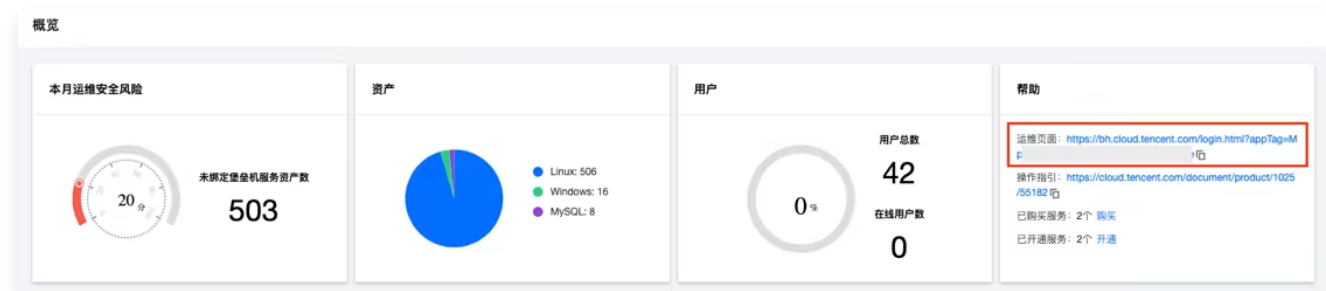 概览
本月运维安全风险
20 分
未绑定堡垒机服务资产数
503
资产
Linux: 506
Windows: 16
MySQL: 8
用户
0 %
用户总数
42
在线用户数
0
帮助
运维页面：https://bh.cloud.tencent.com/login.html?appTag=M
操作指引：https://cloud.tencent.com/document/product/1025
/55182
已购买服务：2个 购买
已开通服务：2个 开通